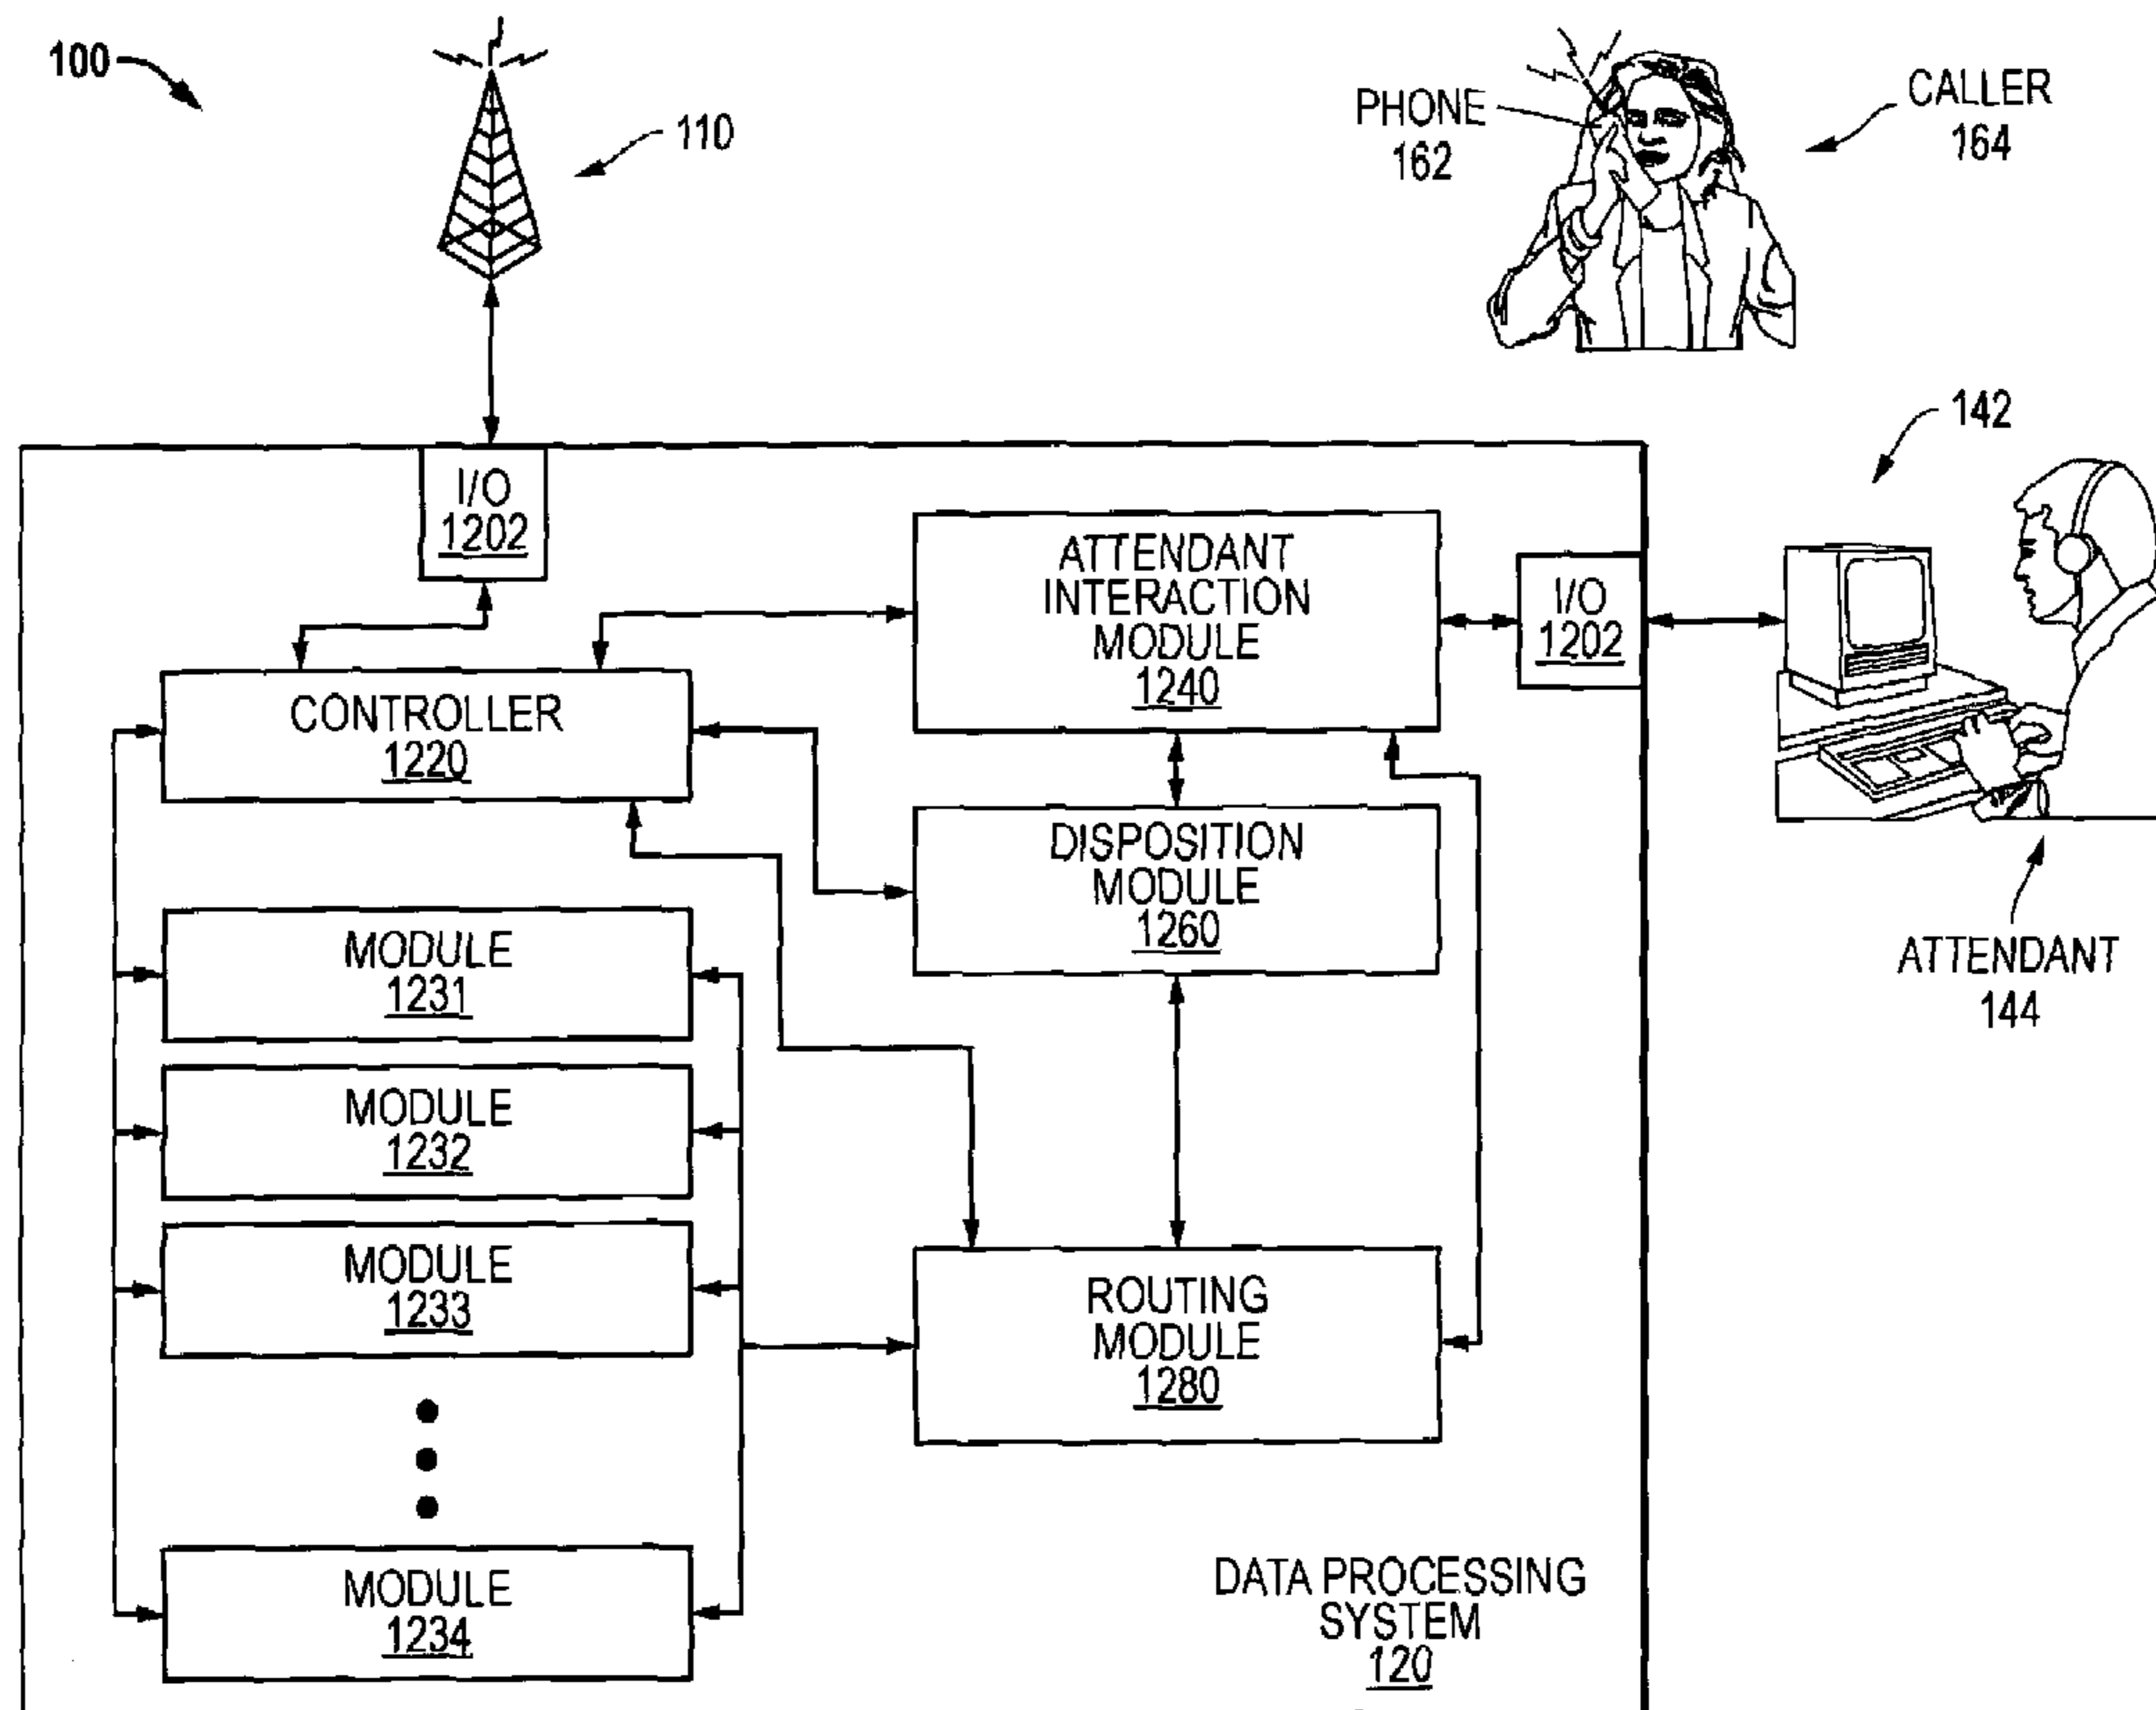 100
110
PHONE
162
CALLER
164
142
I/O
1202
ATTENDANT
INTERACTION
MODULE
1240
I/O
1202
CONTROLLER
1220
DISPOSITION
MODULE
1260
ATTENDANT
144
MODULE
1231
MODULE
1232
MODULE
1233
ROUTING
MODULE
1280
MODULE
1234
DATA PROCESSING
SYSTEM
120